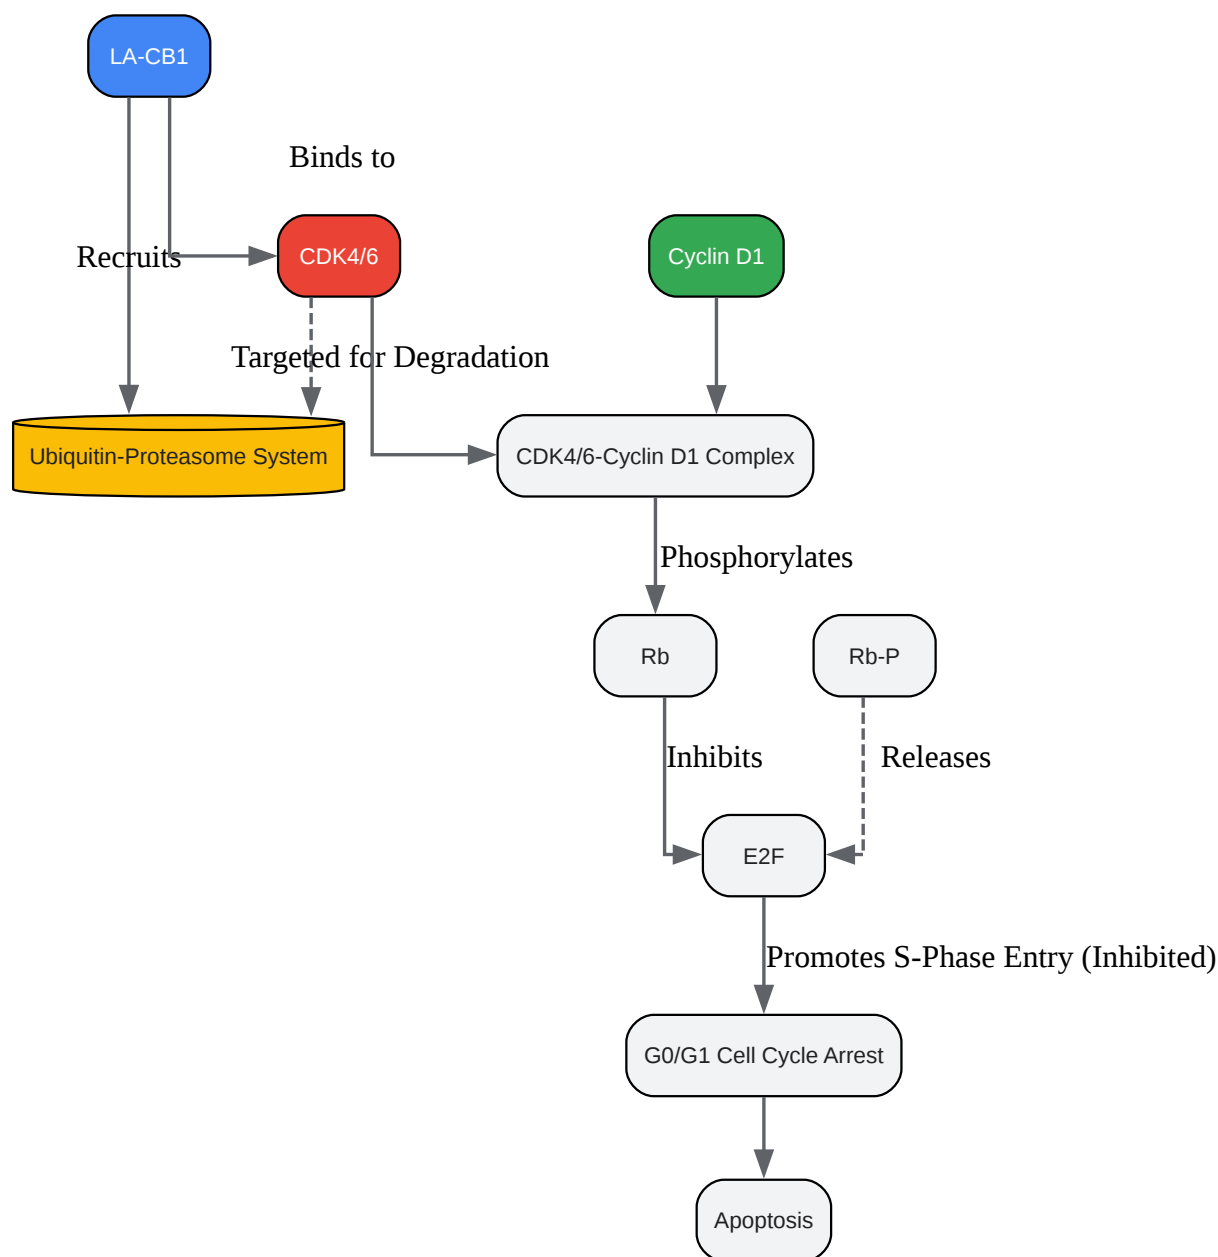 LA-CB1
Binds to
Recruits
CDK4/6
Cyclin D1
Targeted for Degradation
Ubiquitin-Proteasome System
CDK4/6-Cyclin D1 Complex
Phosphorylates
Rb
Rb-P
Inhibits
Releases
E2F
Promotes S-Phase Entry (Inhibited)
G0/G1 Cell Cycle Arrest
Apoptosis